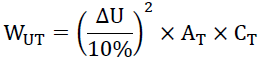 W_UT = (ΔU / 10%)² × A_T × C_T